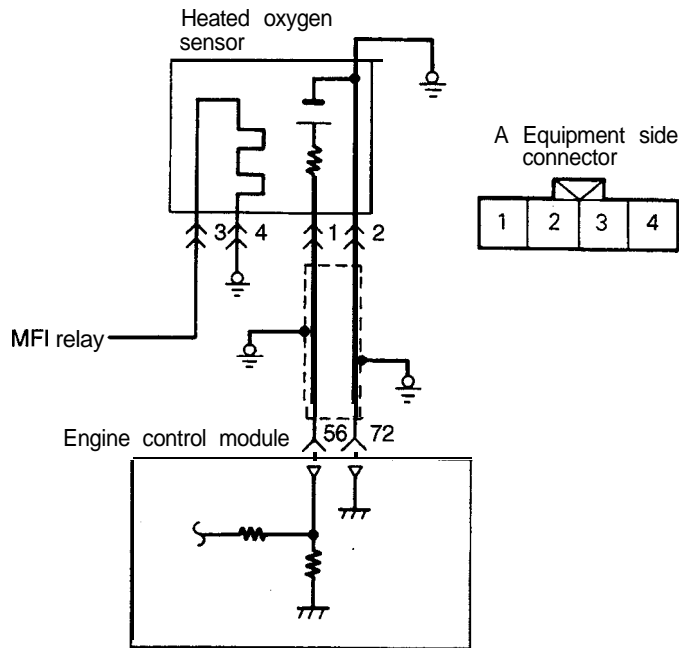 Heated oxygen
sensor
A Equipment side
connector
1 2 3 4
3 4 1 2
MFI relay
Engine control module 56 72